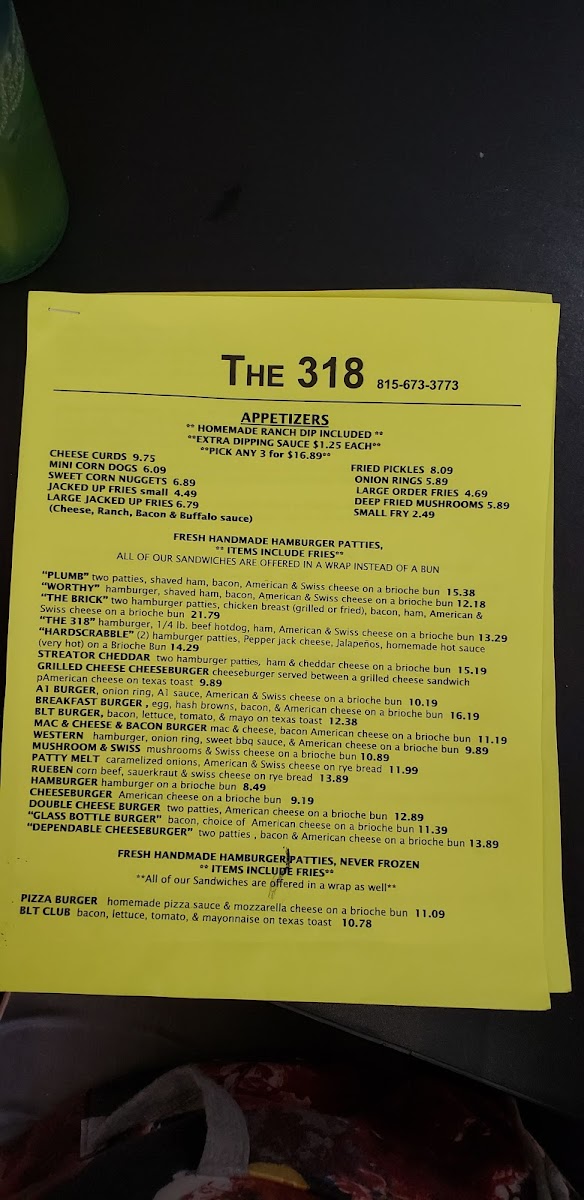 THE 318 815-673-3773
APPETIZERS
** HOMEMADE RANCH DIP INCLUDED **
**EXTRA DIPPING SAUCE $1.25 EACH**
**PICK ANY 3 for $16.89**
CHEESE CURDS 9.75
MINI CORN DOGS 6.09
SWEET CORN NUGGETS 6.89
JACKED UP FRIES small 4.49
LARGE JACKED UP FRIES 6.79
(Cheese, Ranch, Bacon & Buffalo sauce)
FRIED PICKLES 8.09
ONION RINGS 5.89
LARGE ORDER FRIES 4.69
DEEP FRIED MUSHROOMS 5.89
SMALL FRY 2.49
FRESH HANDMADE HAMBURGER PATTIES,
** ITEMS INCLUDE FRIES**
ALL OF OUR SANDWICHES ARE OFFERED IN A WRAP INSTEAD OF A BUN
"PLUMB" two patties, shaved ham, bacon, American & Swiss cheese on a brioche bun 15.38
"WORTHY" hamburger, shaved ham, bacon, American & Swiss cheese on a brioche bun 12.18
"THE BRICK" two hamburger patties, chicken breast (grilled or fried), bacon, ham, American &
Swiss cheese on a brioche bun 21.79
"THE 318" hamburger, 1/4 lb. beef hotdog, ham, American & Swiss cheese on a brioche bun 13.29
"HARDSCRABBLE" (2) hamburger patties, Pepper jack cheese, Jalapeños, homemade hot sauce
(very hot) on a Brioche Bun 14.29
STREATOR CHEDDAR two hamburger patties, ham & cheddar cheese on a brioche bun 15.19
GRILLED CHEESE CHEESEBURGER cheeseburger served between a grilled cheese sandwich
pAmerican cheese on texas toast 9.89
A1 BURGER, onion ring, A1 sauce, American & Swiss cheese on a brioche bun 10.19
BREAKFAST BURGER , egg, hash browns, bacon, & American cheese on a brioche bun 16.19
BLT BURGER, bacon, lettuce, tomato, & mayo on texas toast 12.38
MAC & CHEESE & BACON BURGER mac & cheese, bacon American cheese on a brioche bun 11.19
WESTERN hamburger, onion ring, sweet bbq sauce, & American cheese on a brioche bun 9.89
MUSHROOM & SWISS mushrooms & Swiss cheese on a brioche bun 10.89
PATTY MELT caramelized onions, American & Swiss cheese on rye bread 11.99
RUEBEN corn beef, sauerkraut & swiss cheese on rye bread 13.89
HAMBURGER hamburger on a brioche bun 8.49
CHEESEBURGER American cheese on a brioche bun 9.19
DOUBLE CHEESE BURGER two patties, American cheese on a brioche bun 12.89
"GLASS BOTTLE BURGER" bacon, choice of American cheese on a brioche bun 11.39
"DEPENDABLE CHEESEBURGER" two patties , bacon & American cheese on a brioche bun 13.89
FRESH HANDMADE HAMBURGER PATTIES, NEVER FROZEN
** ITEMS INCLUDE FRIES**
**All of our Sandwiches are offered in a wrap as well**
PIZZA BURGER homemade pizza sauce & mozzarella cheese on a brioche bun 11.09
BLT CLUB bacon, lettuce, tomato, & mayonnaise on texas toast 10.78